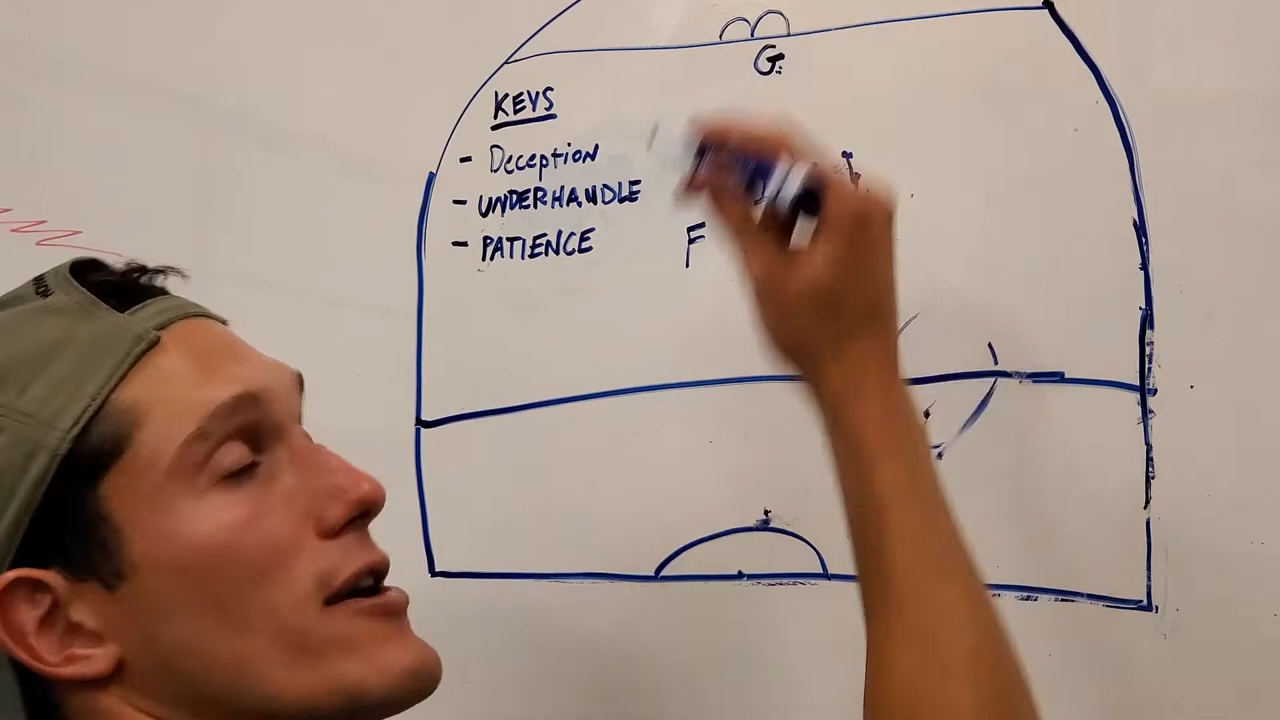 G
KEYS
- Deception
- UNDERHANDLE
- PATIENCE
F